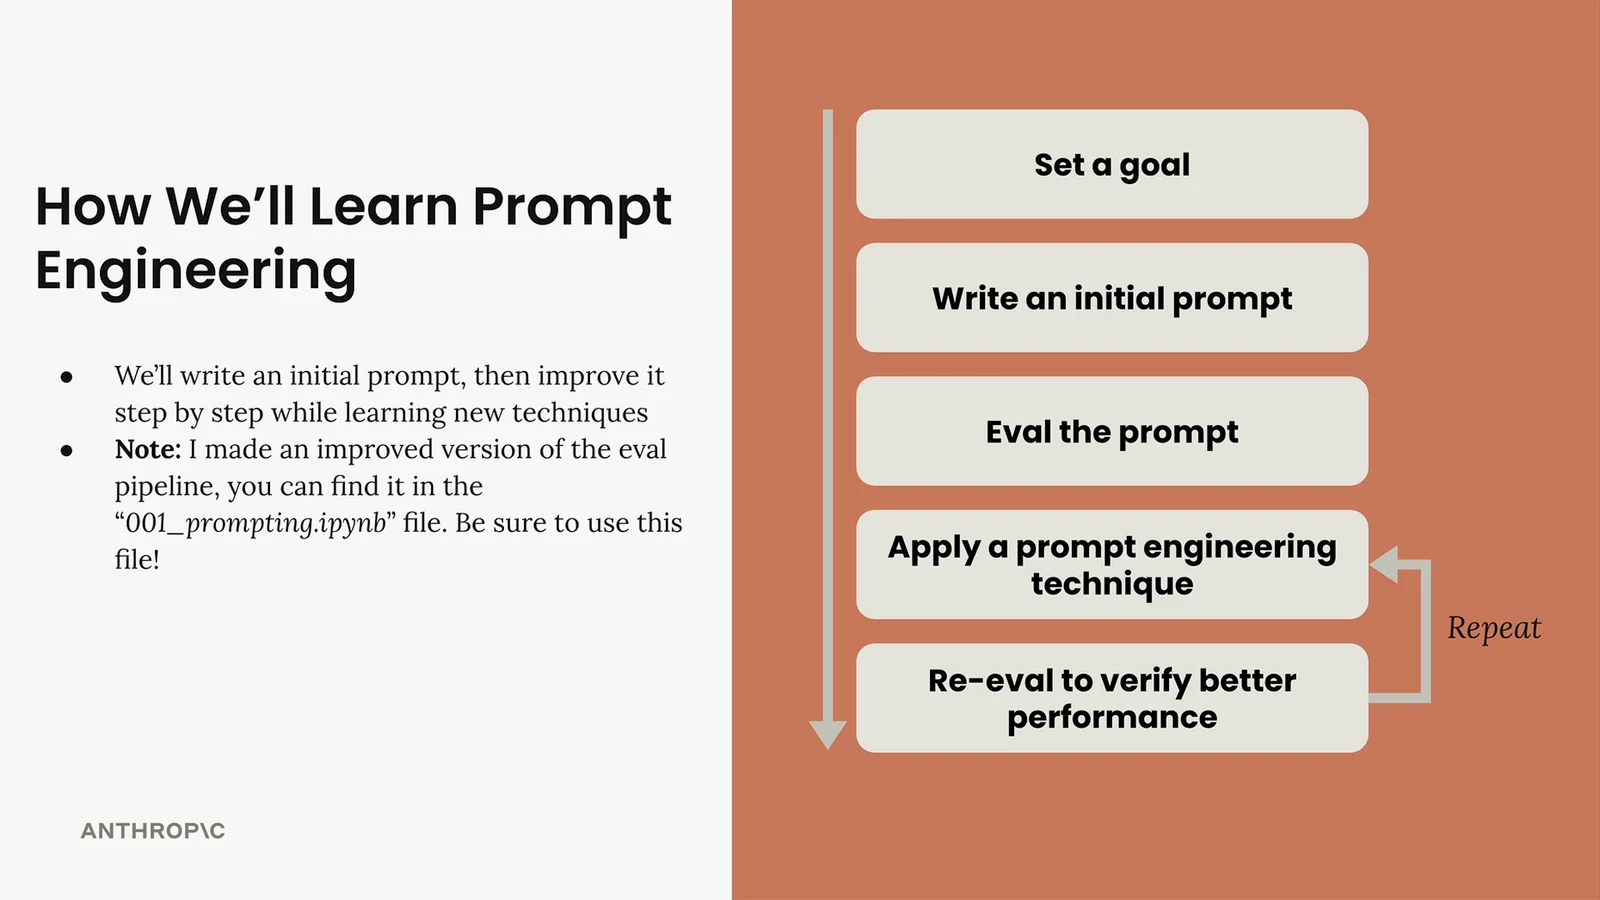 How We’ll Learn Prompt
Engineering
● We’ll write an initial prompt, then improve it
step by step while learning new techniques
● Note: I made an improved version of the eval
pipeline, you can find it in the
“001_prompting.ipynb” file. Be sure to use this
file!
ANTHROP\C
Set a goal
Write an initial prompt
Eval the prompt
Apply a prompt engineering
technique
Re-eval to verify better
performance
Repeat